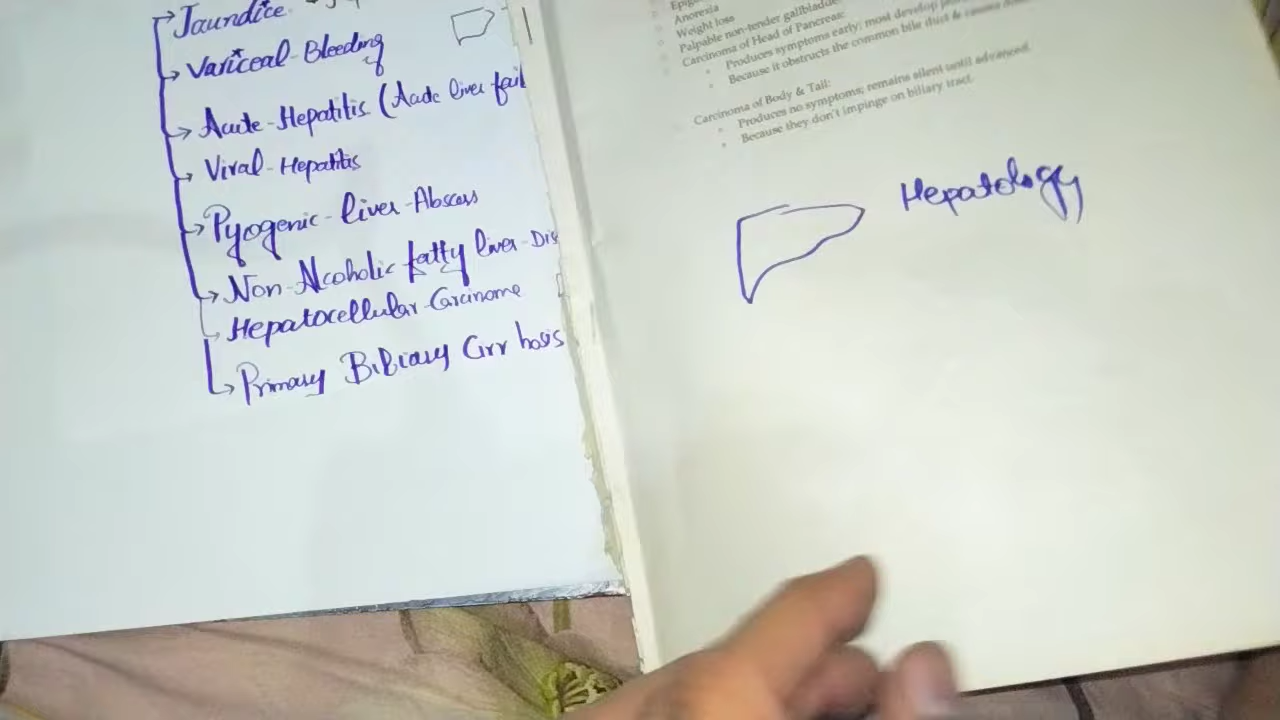 Jaundice
Variceal-Bleeding
Acute-Hepatitis (Acute liver fail
Viral-Hepatitis
Pyogenic-liver-Abscess
Non-Alcoholic fatty liver-Dis
Hepatocellular-Carcinome
Primary Biliary Cirrhosis
Anorexia
Weight loss
Palpable non-tender gallbladde
Carcinoma of Head of Pancreas:
Produces symptoms early; most develop
Because it obstructs the common bile duct &
Carcinoma of Body & Tail:
Produces no symptoms; remains silent until advanced.
Because they don't impinge on biliary tract.
Hepatology